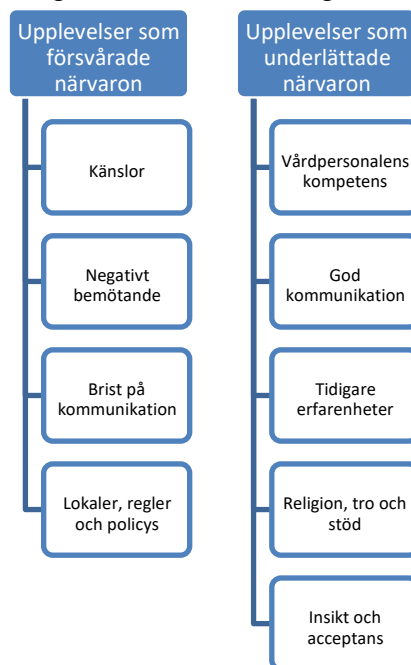 Upplevelser som
försvårade
närvaron
Känslor
Negativt
bemötande
Brist på
kommunikation
Lokaler, regler
och policys
Upplevelser som
underlättade
närvaron
Vårdpersonalens
kompetens
God
kommunikation
Tidigare
erfarenheter
Religion, tro och
stöd
Insikt och
acceptans